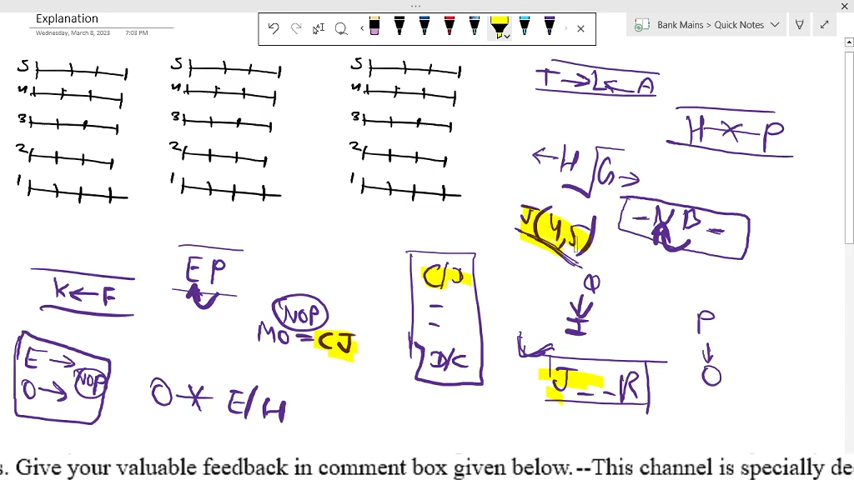 Explanation
Wednesday, March 8, 2023 7:03 PM
Bank Mains > Quick Notes
5 5 5
4 4 4
3 3 3
2 2 2
1 1 1
T → L ← A
H × P
← H G →
J (4,5)
- N B -
E P
K ← F
C/J
D/C
NOP
MO = CJ
Q
↓
H
P
↓
O
E →
O → NOP
O × E/H
J - - R
s. Give your valuable feedback in comment box given below.--This channel is specially de